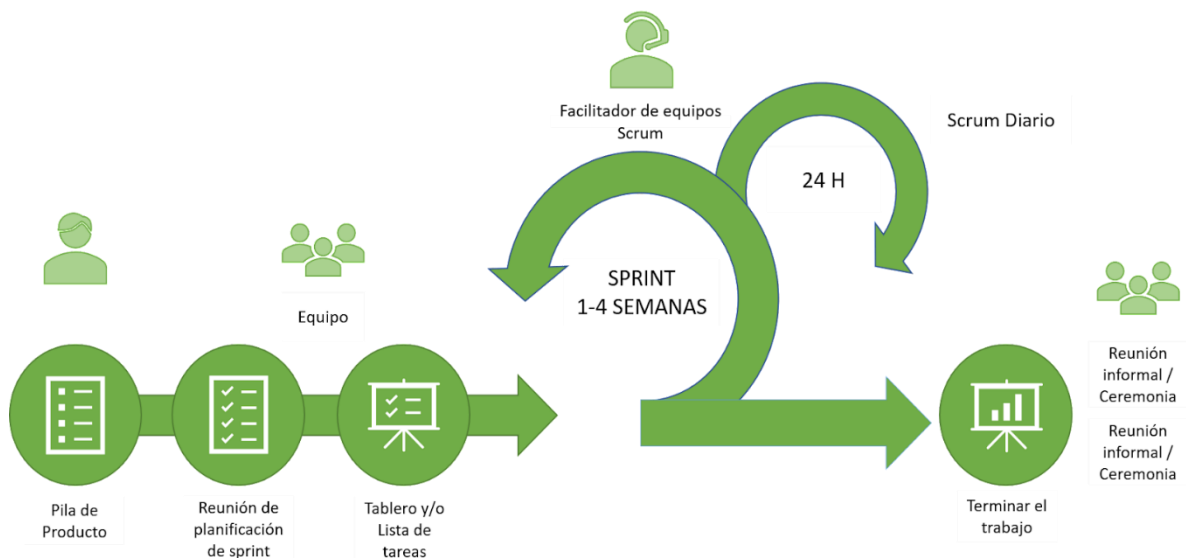 Facilitador de equipos
Scrum
Scrum Diario
24 H
SPRINT
1-4 SEMANAS
Equipo
Pila de
Producto
Reunión de
planificación
de sprint
Tablero y/o
Lista de
tareas
Terminar el
trabajo
Reunión
informal /
Ceremonia
Reunión
informal /
Ceremonia